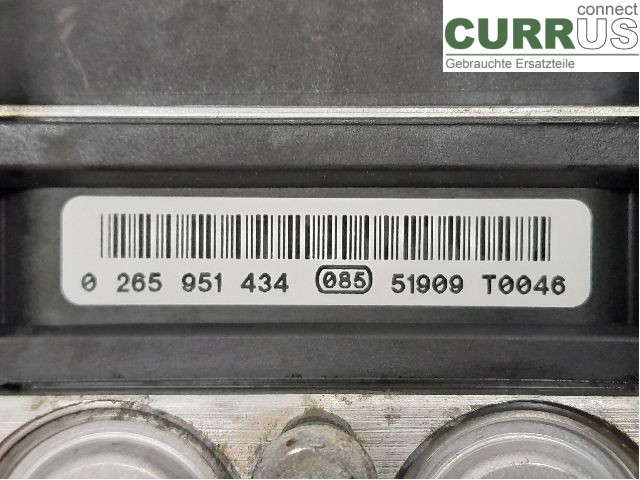 connect
CURRUS
Gebrauchte Ersatzteile
0 265 951 434 085 51909 T0046